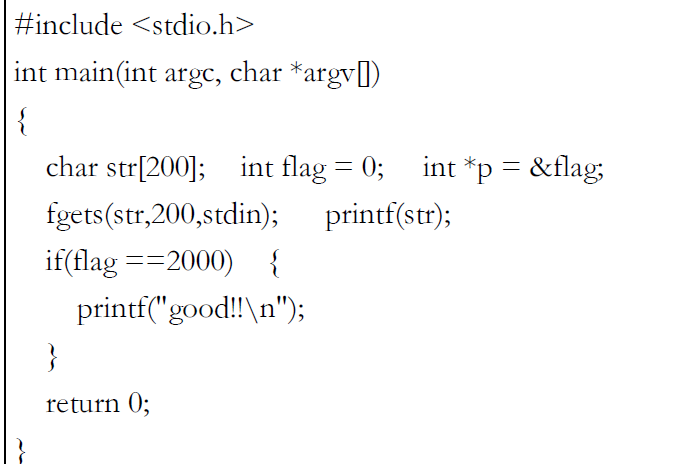 #include <stdio.h>
int main(int argc, char *argv[])
{
char str[200]; int flag = 0; int *p = &flag;
fgets(str,200,stdin); printf(str);
if(flag ==2000) {
printf("good!!\n");
}
return 0;
}